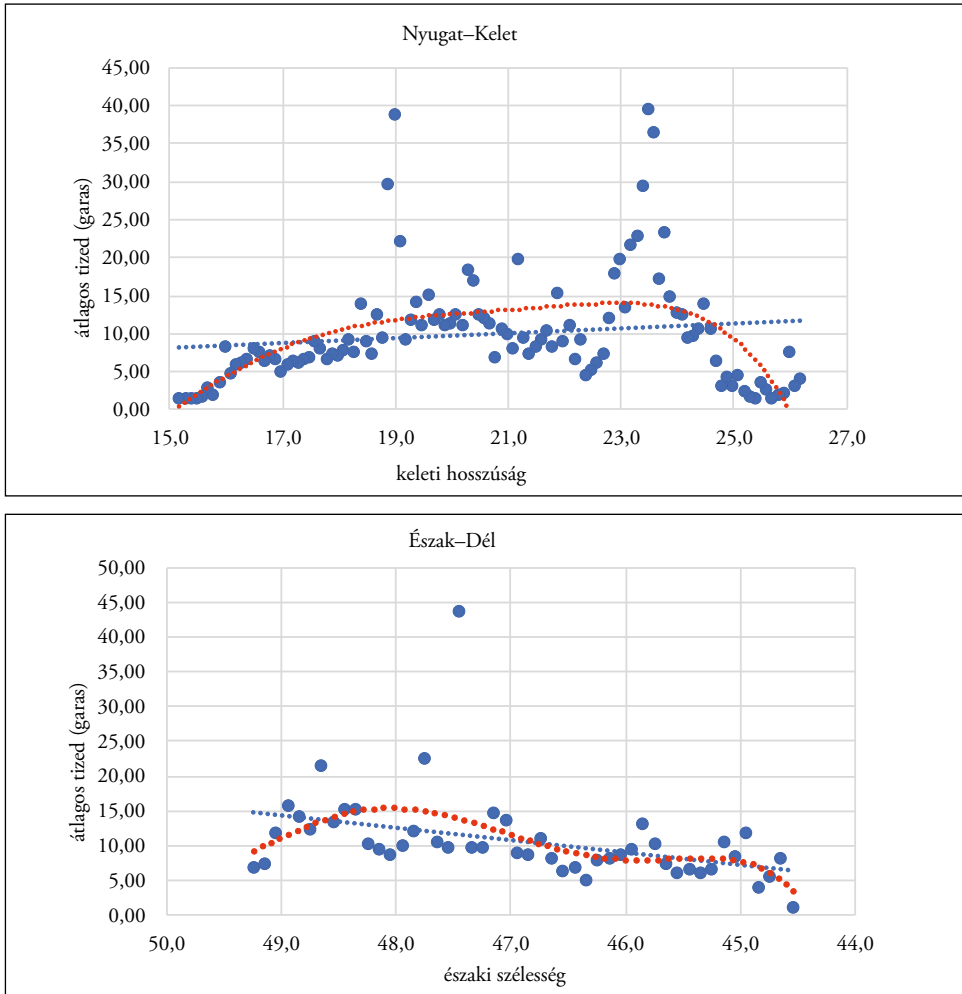 Nyugat–Kelet
átlagos tized (garas)
45,00
40,00
35,00
30,00
25,00
20,00
15,00
10,00
5,00
0,00
15,0 17,0 19,0 21,0 23,0 25,0 27,0
keleti hosszúság
Észak–Dél
átlagos tized (garas)
50,00
45,00
40,00
35,00
30,00
25,00
20,00
15,00
10,00
5,00
0,00
50,0 49,0 48,0 47,0 46,0 45,0 44,0
északi szélesség